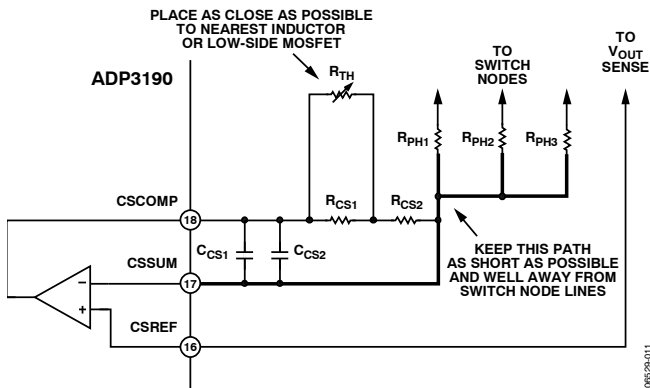 PLACE AS CLOSE AS POSSIBLE
TO NEAREST INDUCTOR
OR LOW-SIDE MOSFET
TO
SWITCH
NODES
TO
VOUT
SENSE
ADP3190
RTH
RPH1
RPH2
RPH3
CSCOMP
18
RCS1
RCS2
CCS1
CCS2
KEEP THIS PATH
AS SHORT AS POSSIBLE
AND WELL AWAY FROM
SWITCH NODE LINES
CSSUM
17
–
+
CSREF
16
06529-011